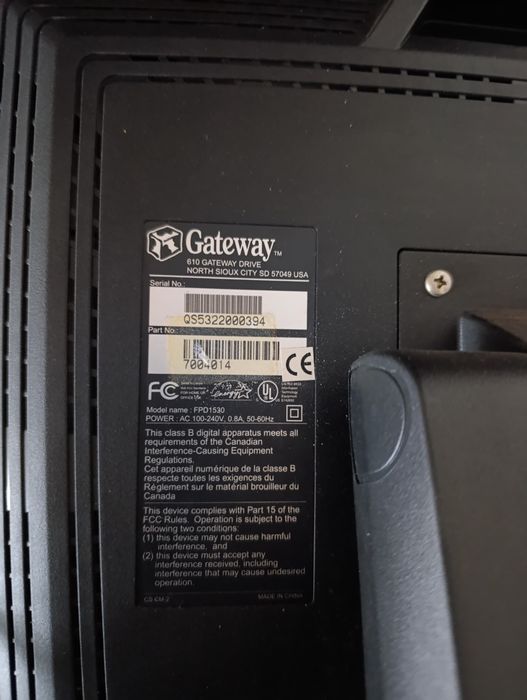 Gateway™
610 GATEWAY DRIVE
NORTH SIOUX CITY SD 57049 USA
Serial No.:
QS5322000394
Part No.:
7004014
CE
FC
energy
UL
Model name : FPD1530
POWER : AC 100-240V, 0.8A, 50-60Hz
This class B digital apparatus meets all
requirements of the Canadian
Interference-Causing Equipment
Regulations.
Cet appareil numérique de la classe B
respecte toutes les exigences du
Règlement sur le matérial brouilleur du
Canada
This device complies with Part 15 of the
FCC Rules. Operation is subject to the
following two conditions:
(1) this device may not cause harmful
interference, and
(2) this device must accept any
interference received, including
interference that may cause undesired
operation.
MADE IN CHINA